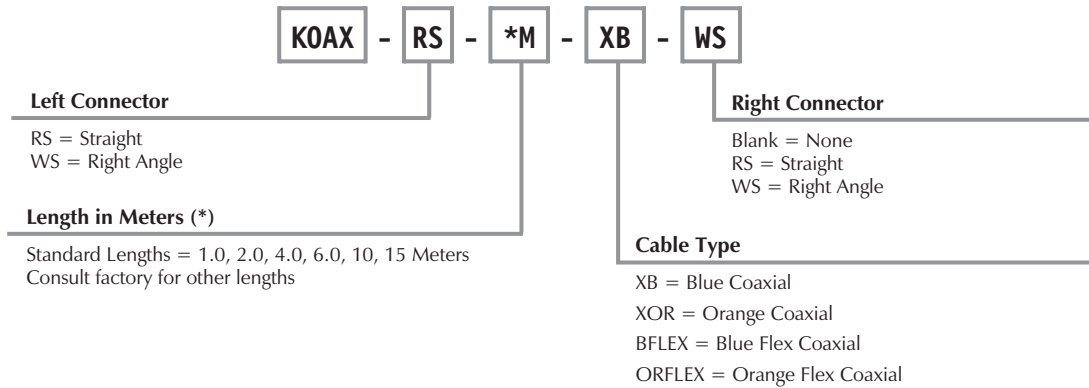 KOAX - RS - *M - XB - WS
Left Connector
RS = Straight
WS = Right Angle
Length in Meters (*)
Standard Lengths = 1.0, 2.0, 4.0, 6.0, 10, 15 Meters
Consult factory for other lengths
Right Connector
Blank = None
RS = Straight
WS = Right Angle
Cable Type
XB = Blue Coaxial
XOR = Orange Coaxial
BFLEX = Blue Flex Coaxial
ORFLEX = Orange Flex Coaxial